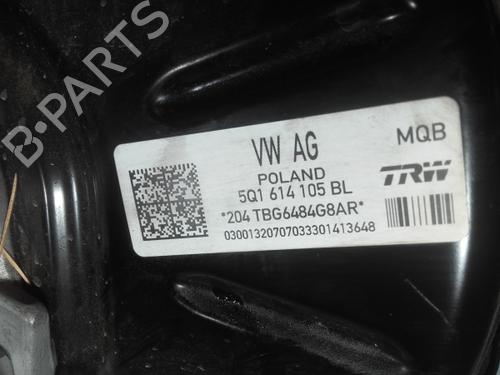 B-PARTS
VW AG
MQB
POLAND
5Q1 614 105 BL
TRW
*204 TBG6484G8AR*
03001320707033301413648